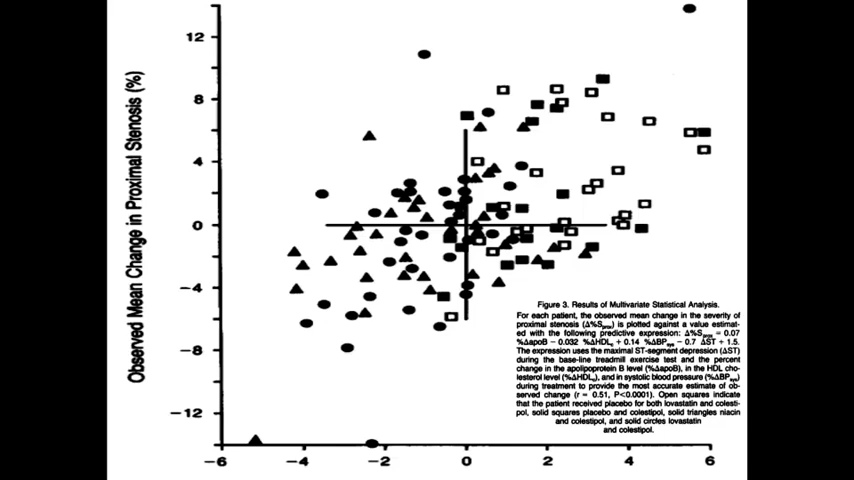 12
8
4
0
−4
−8
−12
−6
−4
−2
0
2
4
6
Observed Mean Change in Proximal Stenosis (%)
Figure 3. Results of Multivariate Statistical Analysis.
For each patient, the observed mean change in the severity of
proximal stenosis (Δ%Sprox) is plotted against a value estimat-
ed with the following predictive expression: Δ%Sprox = 0.07
%ΔapoB − 0.032 %ΔHDLc + 0.14 %ΔBPsys − 0.7 ΔST + 1.5.
The expression uses the maximal ST-segment depression (ΔST)
during the base-line treadmill exercise test and the percent
change in the apolipoprotein B level (%ΔapoB), in the HDL cho-
lesterol level (%ΔHDLc), and in systolic blood pressure (%ΔBPsys)
during treatment to provide the most accurate estimate of ob-
served change (r = 0.51, P<0.0001). Open squares indicate
that the patient received placebo for both lovastatin and colesti-
pol, solid squares placebo and colestipol, solid triangles niacin
and colestipol, and solid circles lovastatin
and colestipol.